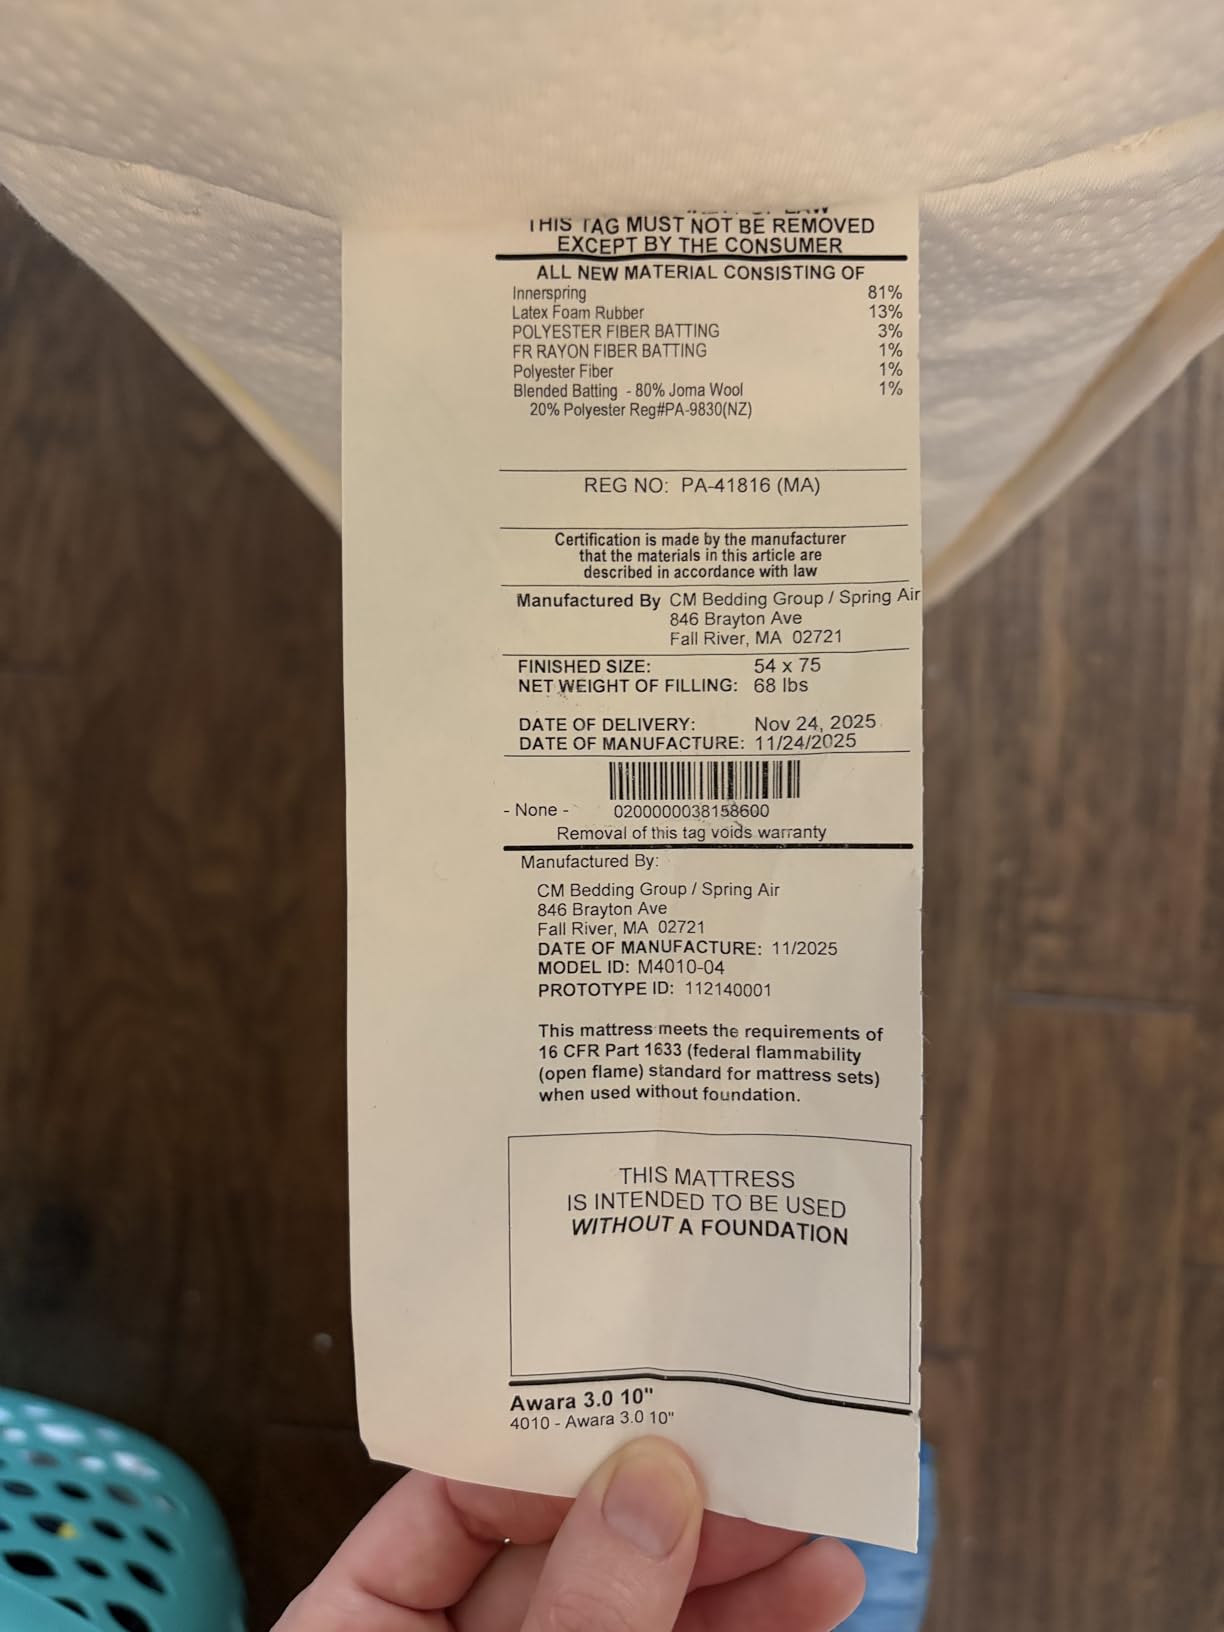 THIS TAG MUST NOT BE REMOVED
EXCEPT BY THE CONSUMER
ALL NEW MATERIAL CONSISTING OF
Innerspring 81%
Latex Foam Rubber 13%
POLYESTER FIBER BATTING 3%
FR RAYON FIBER BATTING 1%
Polyester Fiber 1%
Blended Batting - 80% Joma Wool 1%
20% Polyester Reg#PA-9830(NZ)
REG NO: PA-41816 (MA)
Certification is made by the manufacturer
that the materials in this article are
described in accordance with law
Manufactured By CM Bedding Group / Spring Air
846 Brayton Ave
Fall River, MA 02721
FINISHED SIZE: 54 x 75
NET WEIGHT OF FILLING: 68 lbs
DATE OF DELIVERY: Nov 24, 2025
DATE OF MANUFACTURE: 11/24/2025
- None - 0200000038158600
Removal of this tag voids warranty
Manufactured By:
CM Bedding Group / Spring Air
846 Brayton Ave
Fall River, MA 02721
DATE OF MANUFACTURE: 11/2025
MODEL ID: M4010-04
PROTOTYPE ID: 112140001
This mattress meets the requirements of
16 CFR Part 1633 (federal flammability
(open flame) standard for mattress sets)
when used without foundation.
THIS MATTRESS
IS INTENDED TO BE USED
WITHOUT A FOUNDATION
Awara 3.0 10"
4010 - Awara 3.0 10"